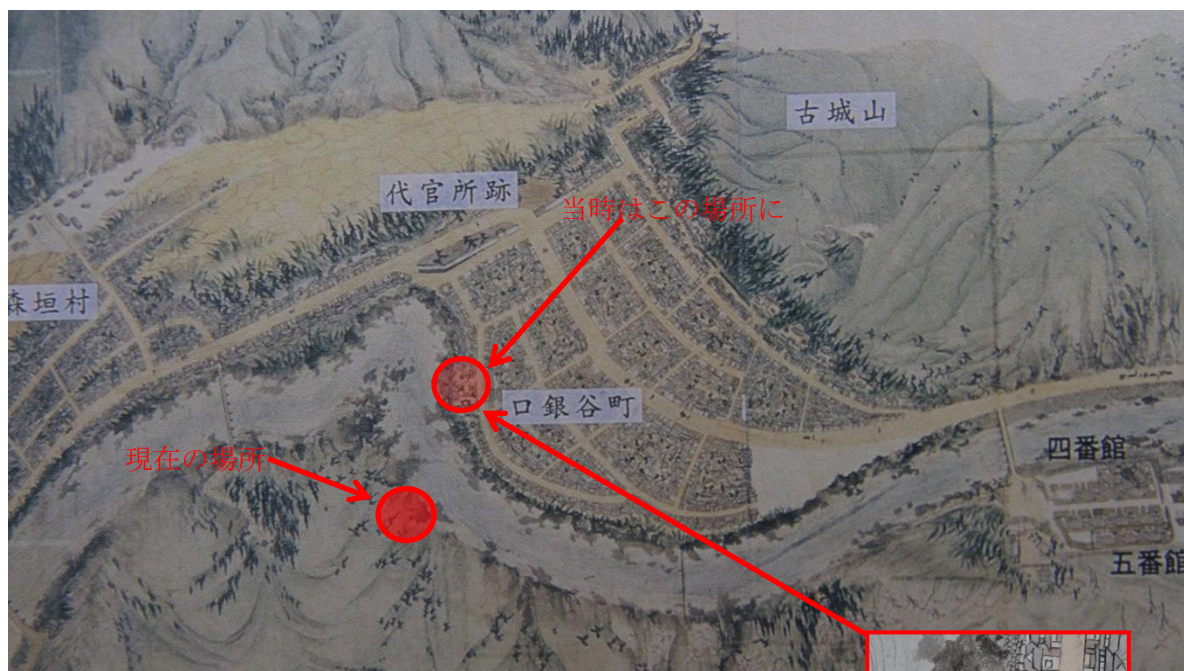 古城山
代官所跡
当時はこの場所に
森垣村
口銀谷町
現在の場所
四番館
五番館